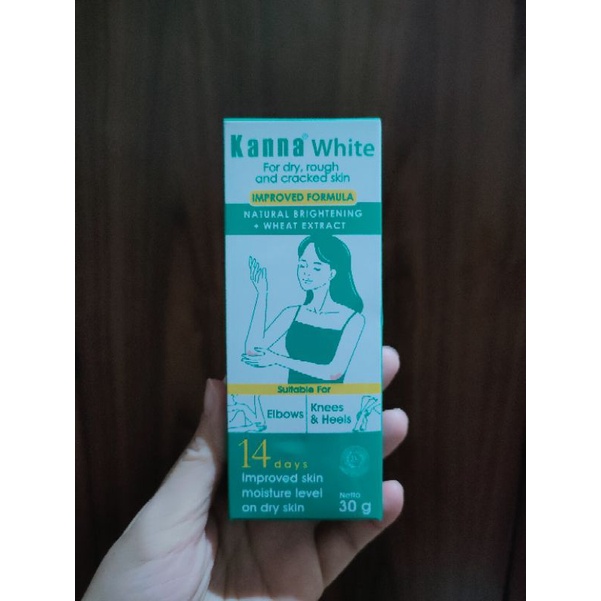 Kanna® White
For dry, rough
and cracked skin
IMPROVED FORMULA
NATURAL BRIGHTENING
+ WHEAT EXTRACT
Suitable For
Elbows
Knees
& Heels
14 days
Improved skin
moisture level
on dry skin
Netto
30 g